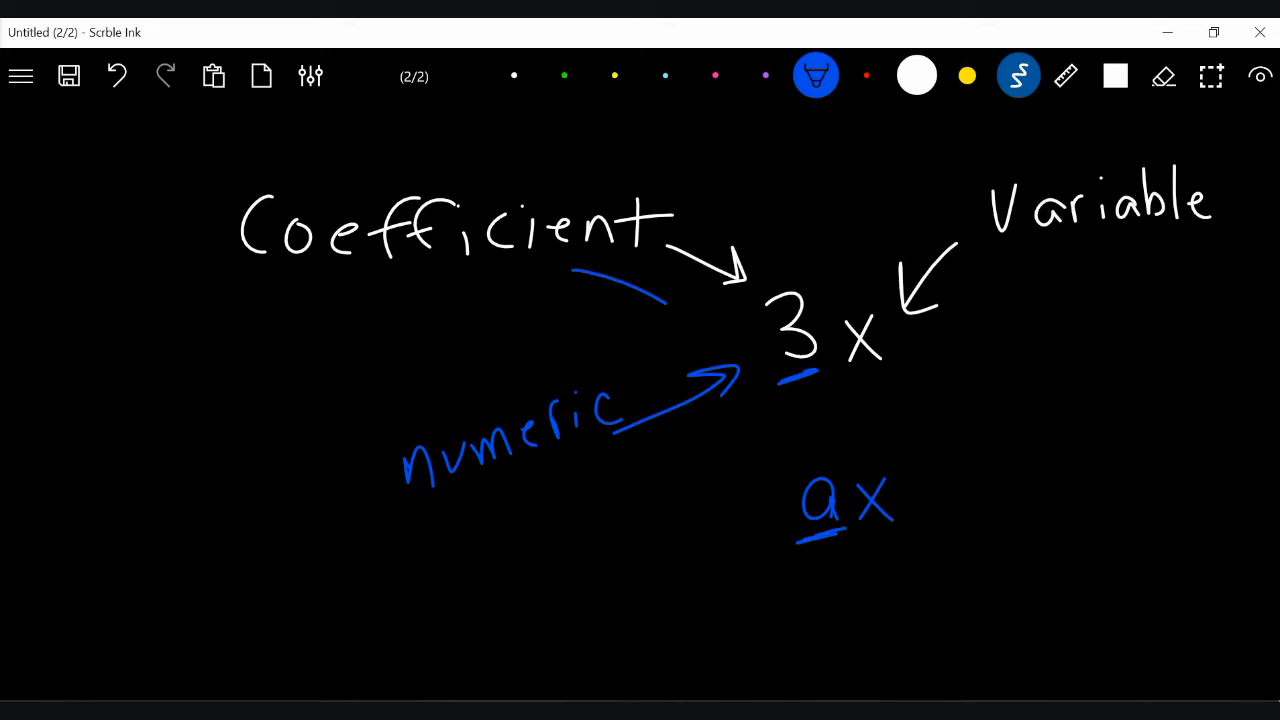 Untitled (2/2) - Scrble Ink
(2/2)
Coefficient
Variable
3x
numeric
ax